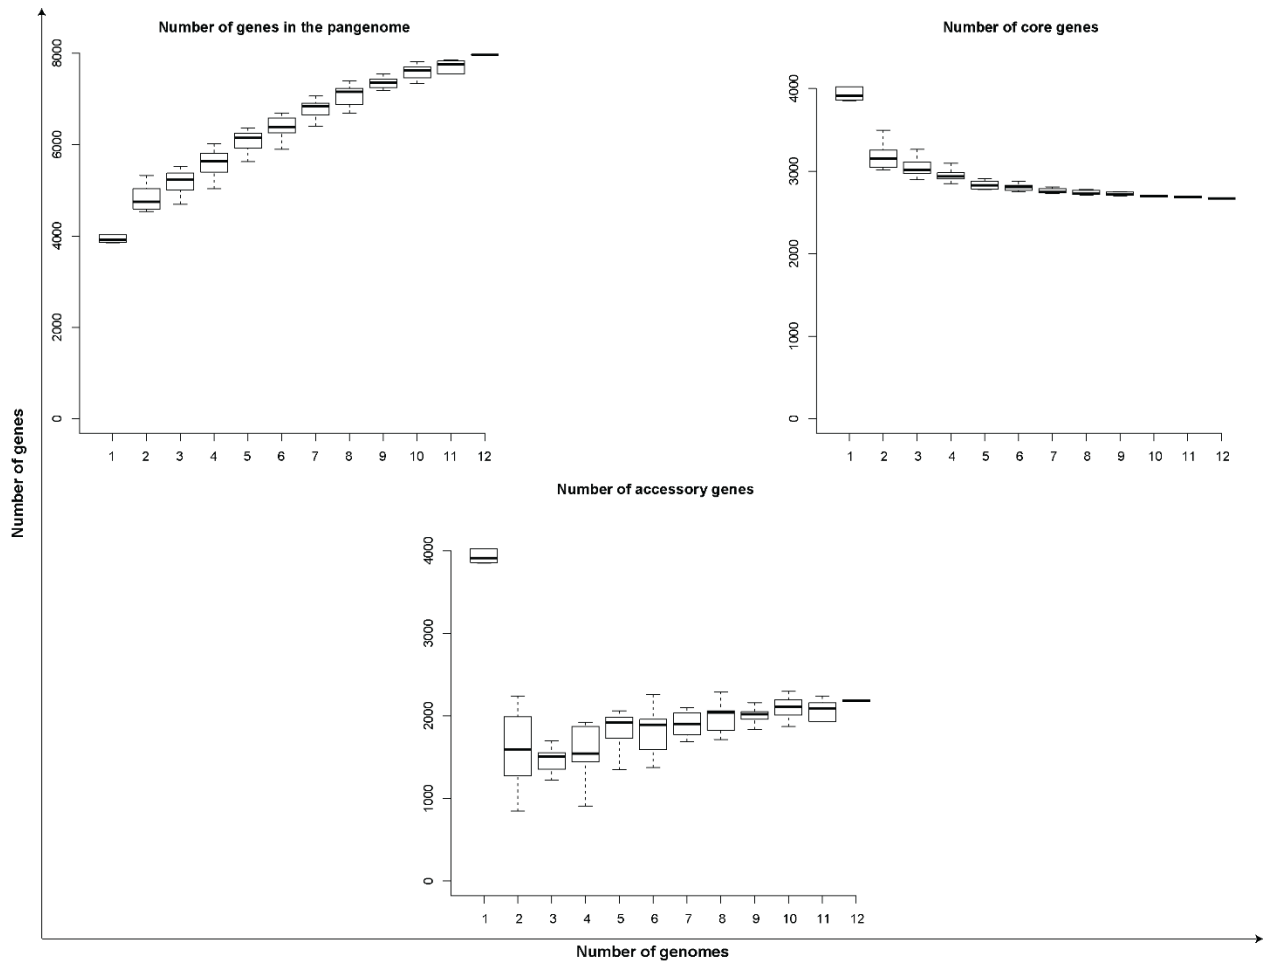 Number of genes in the pangenome
8000
6000
4000
2000
0
1 2 3 4 5 6 7 8 9 10 11 12
Number of core genes
4000
3000
2000
1000
0
1 2 3 4 5 6 7 8 9 10 11 12
Number of genes
Number of accessory genes
4000
3000
2000
1000
0
1 2 3 4 5 6 7 8 9 10 11 12
Number of genomes